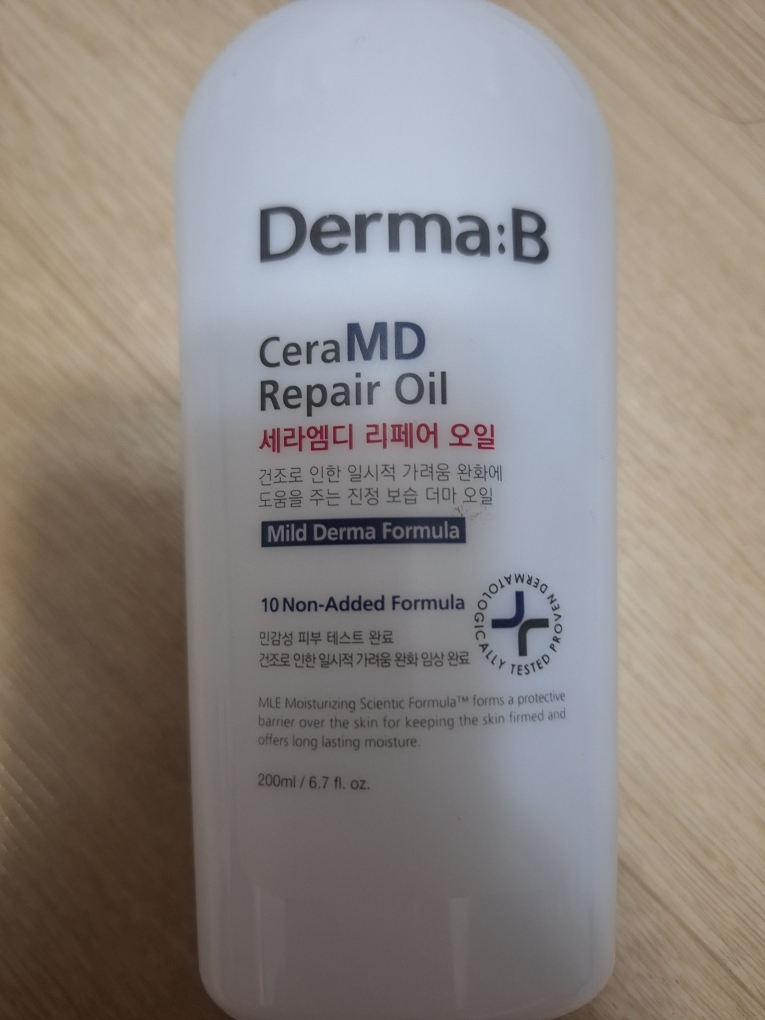 Derma:B
CeraMD
Repair Oil
세라엠디 리페어 오일
건조로 인한 일시적 가려움 완화에
도움을 주는 진정 보습 더마 오일
Mild Derma Formula
10 Non-Added Formula
민감성 피부 테스트 완료
건조로 인한 일시적 가려움 완화 임상 완료
DERMATOLOGICALLY TESTED PROVEN
MLE Moisturizing Scientic Formula™ forms a protective
barrier over the skin for keeping the skin firmed and
offers long lasting moisture.
200ml / 6.7 fl. oz.